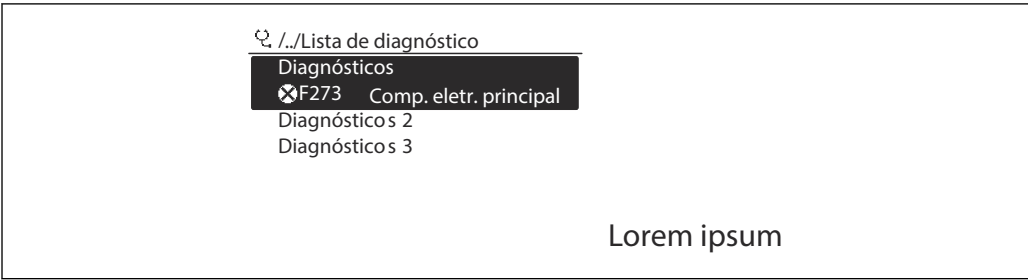 /../Lista de diagnóstico
Diagnósticos
F273 Comp. eletr. principal
Diagnósticos 2
Diagnósticos 3
Lorem ipsum